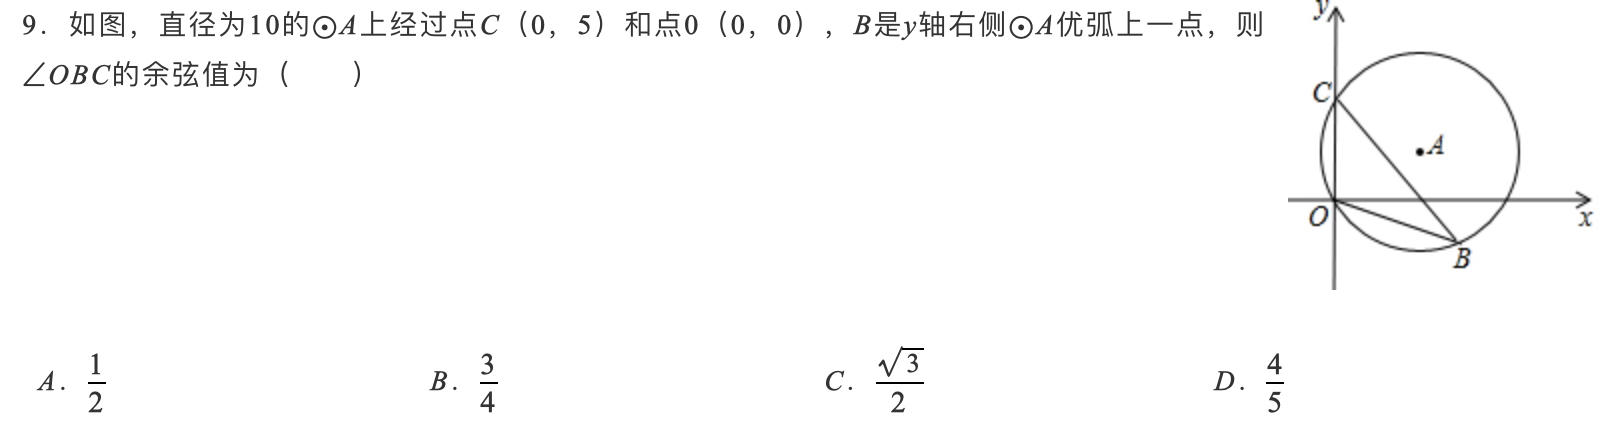 9．如图，直径为10的⊙A上经过点C（0，5）和点0（0，0），B是y轴右侧⊙A优弧上一点，则
∠OBC的余弦值为（　　）
y
C
A
O
x
B
A．1/2　B．3/4　C．√3/2　D．4/5